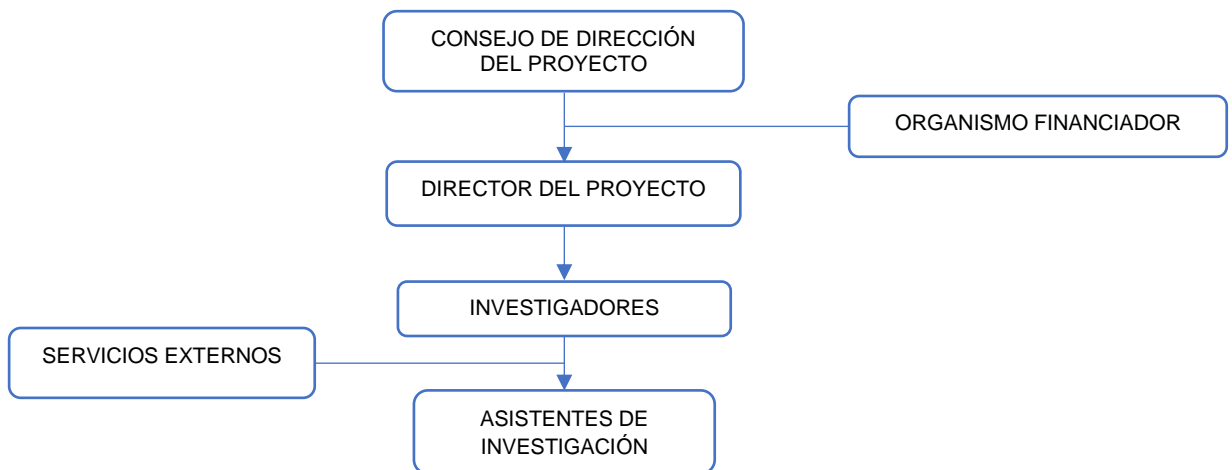 CONSEJO DE DIRECCIÓN
DEL PROYECTO
ORGANISMO FINANCIADOR
DIRECTOR DEL PROYECTO
INVESTIGADORES
SERVICIOS EXTERNOS
ASISTENTES DE
INVESTIGACIÓN